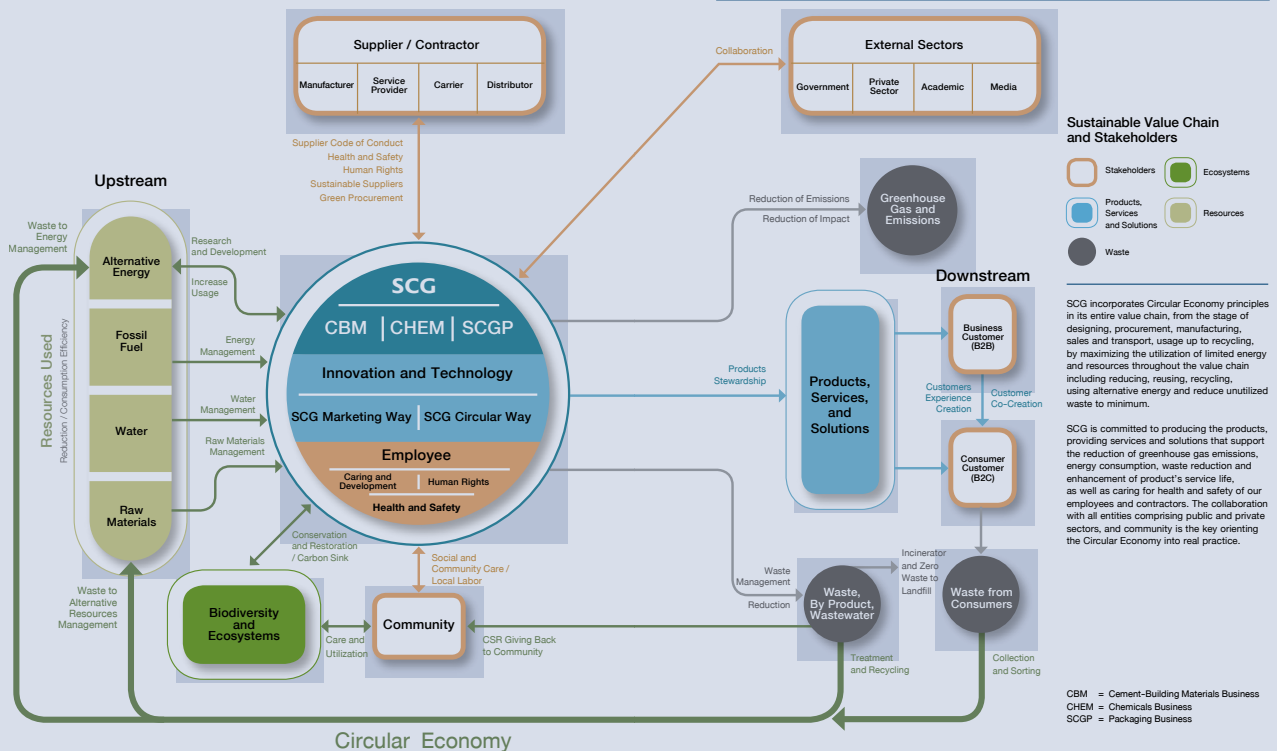 Supplier / Contractor
Manufacturer
Service
Provider
Carrier
Distributor
External Sectors
Government
Private
Sector
Academic
Media
Collaboration
Supplier Code of Conduct
Health and Safety
Human Rights
Sustainable Suppliers
Green Procurement
Upstream
Waste to
Energy
Management
Resources Used
Reduction / Consumption Efficiency
Alternative
Energy
Fossil
Fuel
Water
Raw
Materials
Research
and Development
Increase
Usage
Energy
Management
Water
Management
Raw Materials
Management
SCG
CBM | CHEM | SCGP
Innovation and Technology
SCG Marketing Way | SCG Circular Way
Employee
Caring and
Development
Human Rights
Health and Safety
Reduction of Emissions
Reduction of Impact
Greenhouse
Gas and
Emissions
Downstream
Products
Stewardship
Products,
Services,
and
Solutions
Business
Customer
(B2B)
Customers
Experience
Creation
Customer
Co-Creation
Consumer
Customer
(B2C)
Conservation
and Restoration
/ Carbon Sink
Social and
Community Care /
Local Labor
Waste
Management
Reduction
Incinerator
and Zero
Waste to
Landfill
Waste,
By Product,
Wastewater
Waste from
Consumers
Waste to
Alternative
Resources
Management
Biodiversity
and
Ecosystems
Care and
Utilization
Community
CSR Giving Back
to Community
Treatment
and Recycling
Collection
and Sorting
Circular Economy
Sustainable Value Chain
and Stakeholders
Stakeholders
Ecosystems
Products,
Services
and Solutions
Resources
Waste
SCG incorporates Circular Economy principles
in its entire value chain, from the stage of
designing, procurement, manufacturing,
sales and transport, usage up to recycling,
by maximizing the utilization of limited energy
and resources throughout the value chain
including reducing, reusing, recycling,
using alternative energy and reduce unutilized
waste to minimum.
SCG is committed to producing the products,
providing services and solutions that support
the reduction of greenhouse gas emissions,
energy consumption, waste reduction and
enhancement of product's service life,
as well as caring for health and safety of our
employees and contractors. The collaboration
with all entities comprising public and private
sectors, and community is the key orienting
the Circular Economy into real practice.
CBM = Cement-Building Materials Business
CHEM = Chemicals Business
SCGP = Packaging Business